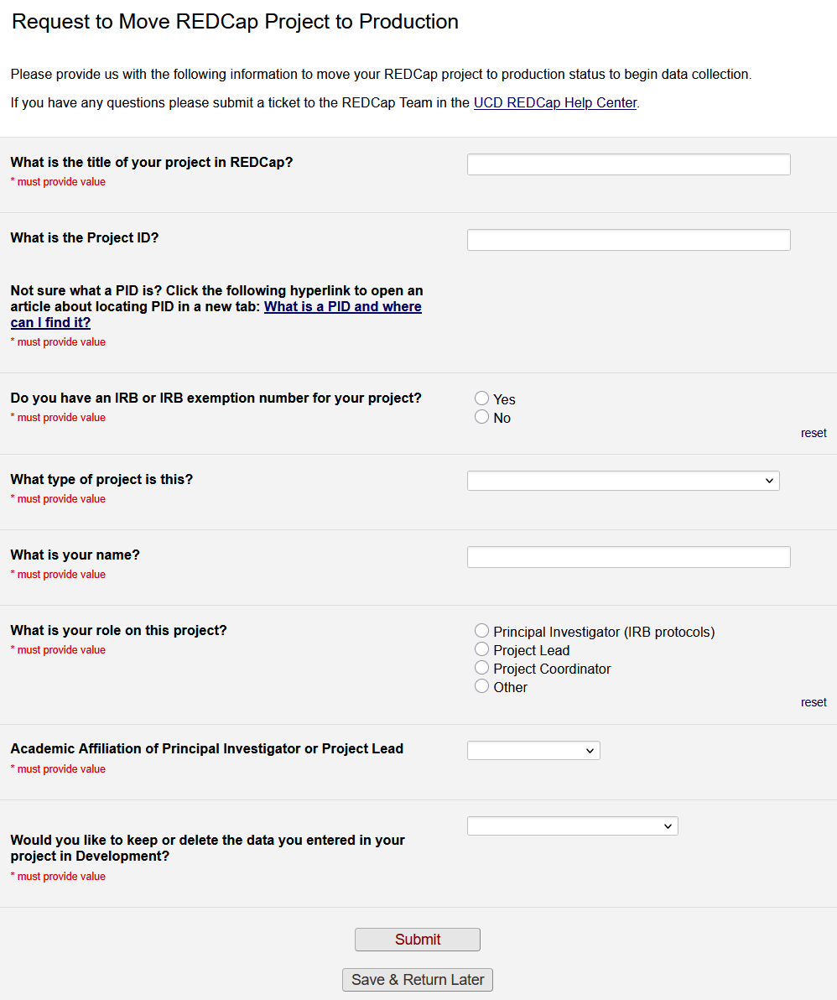 Request to Move REDCap Project to Production
Please provide us with the following information to move your REDCap project to production status to begin data collection.
If you have any questions please submit a ticket to the REDCap Team in the UCD REDCap Help Center.
What is the title of your project in REDCap?
* must provide value
What is the Project ID?
Not sure what a PID is? Click the following hyperlink to open an
article about locating PID in a new tab: What is a PID and where
can I find it?
* must provide value
Do you have an IRB or IRB exemption number for your project?
* must provide value
Yes
No
reset
What type of project is this?
* must provide value
What is your name?
* must provide value
What is your role on this project?
* must provide value
Principal Investigator (IRB protocols)
Project Lead
Project Coordinator
Other
reset
Academic Affiliation of Principal Investigator or Project Lead
* must provide value
Would you like to keep or delete the data you entered in your
project in Development?
* must provide value
Submit
Save & Return Later